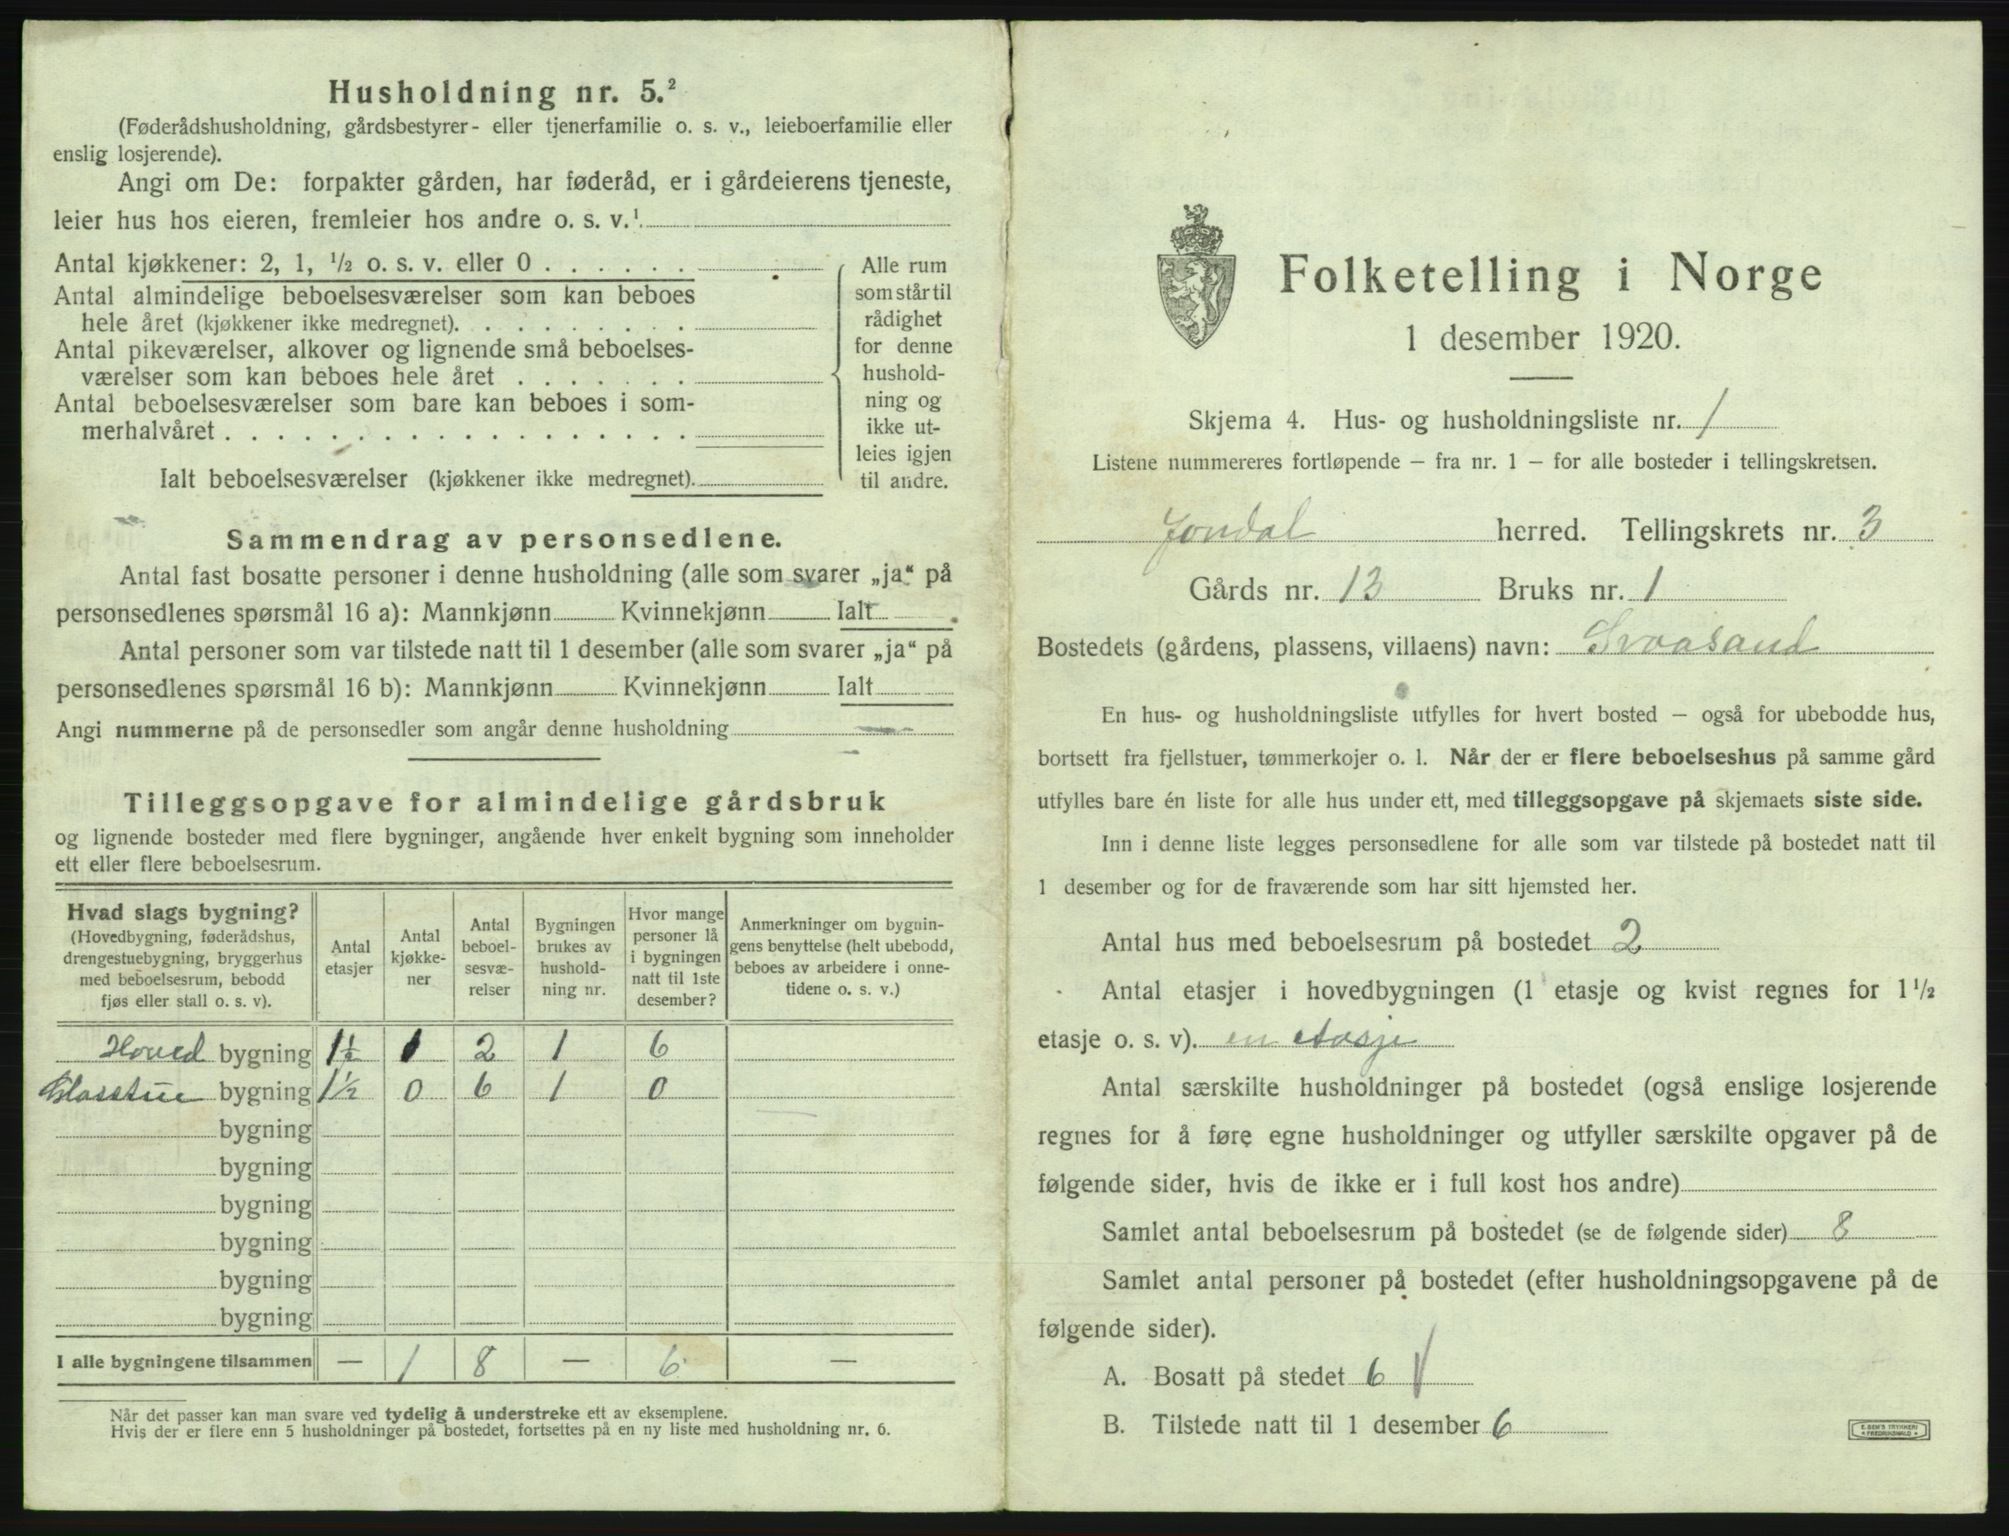 Husholdning nr. 5.²
(Føderådshusholdning, gårdsbestyrer- eller tjenerfamilie o. s. v., leieboerfamilie eller
enslig losjerende).
Angi om De: forpakter gården, har føderåd, er i gårdeierens tjeneste,
leier hus hos eieren, fremleier hos andre o. s. v.¹
Antal kjøkkener: 2, 1, ½ o. s. v. eller 0 . . . . . .
Antal almindelige beboelsesværelser som kan beboes
hele året (kjøkkener ikke medregnet). . . . . . . . .
Antal pikeværelser, alkover og lignende små beboelses-
værelser som kan beboes hele året . . . . . . .
Antal beboelsesværelser som bare kan beboes i som-
merhalvåret . . . . . . . . . . . . . . . . . .
Ialt beboelsesværelser (kjøkkener ikke medregnet).
Alle rum
som står til
rådighet
for denne
hushold-
ning og
ikke ut-
leies igjen
til andre.
Sammendrag av personsedlene.
Antal fast bosatte personer i denne husholdning (alle som svarer „ja“ på
personsedlenes spørsmål 16 a): Mannkjønn Kvinnekjønn Ialt
Antal personer som var tilstede natt til 1 desember (alle som svarer „ja“ på
personsedlenes spørsmål 16 b): Mannkjønn Kvinnekjønn Ialt
Angi nummerne på de personsedler som angår denne husholdning
Tilleggsopgave for almindelige gårdsbruk
og lignende bosteder med flere bygninger, angående hver enkelt bygning som inneholder
ett eller flere beboelsesrum.
Hvad slags bygning?
(Hovedbygning, føderådshus,
drengestuebygning, bryggerhus
med beboelsesrum, bebodd
fjøs eller stall o. s. v).
Antal
etasjer
Antal
kjøkke-
ner
Antal
beboel-
sesvæ-
relser
Bygningen
brukes av
hushold-
ning nr.
Hvor mange
personer lå
i bygningen
natt til 1ste
desember?
Anmerkninger om bygnin-
gens benyttelse (helt ubebodd,
beboes av arbeidere i onne-
tidene o. s. v.)
Hoved bygning 1½ 1 2 1 6
Glasstue bygning 1½ 0 6 1 0
bygning
bygning
bygning
bygning
bygning
bygning
I alle bygningene tilsammen — 1 8 — 6 —
Når det passer kan man svare ved tydelig å understreke ett av eksemplene.
Hvis der er flere enn 5 husholdninger på bostedet, fortsettes på en ny liste med husholdning nr. 6.
Folketelling i Norge
1 desember 1920.
Skjema 4. Hus- og husholdningsliste nr. 1
Listene nummereres fortløpende — fra nr. 1 — for alle bosteder i tellingskretsen.
Jondal herred. Tellingskrets nr. 3
Gårds nr. 13 Bruks nr. 1
Bostedets (gårdens, plassens, villaens) navn: Svaasand
En hus- og husholdningsliste utfylles for hvert bosted — også for ubebodde hus,
bortsett fra fjellstuer, tømmerkojer o. l. Når der er flere beboelseshus på samme gård
utfylles bare én liste for alle hus under ett, med tilleggsopgave på skjemaets siste side.
Inn i denne liste legges personsedlene for alle som var tilstede på bostedet natt til
1 desember og for de fraværende som har sitt hjemsted her.
Antal hus med beboelsesrum på bostedet 2
Antal etasjer i hovedbygningen (1 etasje og kvist regnes for 1½
etasje o. s. v). en etasje
Antal særskilte husholdninger på bostedet (også enslige losjerende
regnes for å føre egne husholdninger og utfyller særskilte opgaver på de
følgende sider, hvis de ikke er i full kost hos andre)
Samlet antal beboelsesrum på bostedet (se de følgende sider) 8
Samlet antal personer på bostedet (efter husholdningsopgavene på de
følgende sider).
A. Bosatt på stedet 6
B. Tilstede natt til 1 desember 6